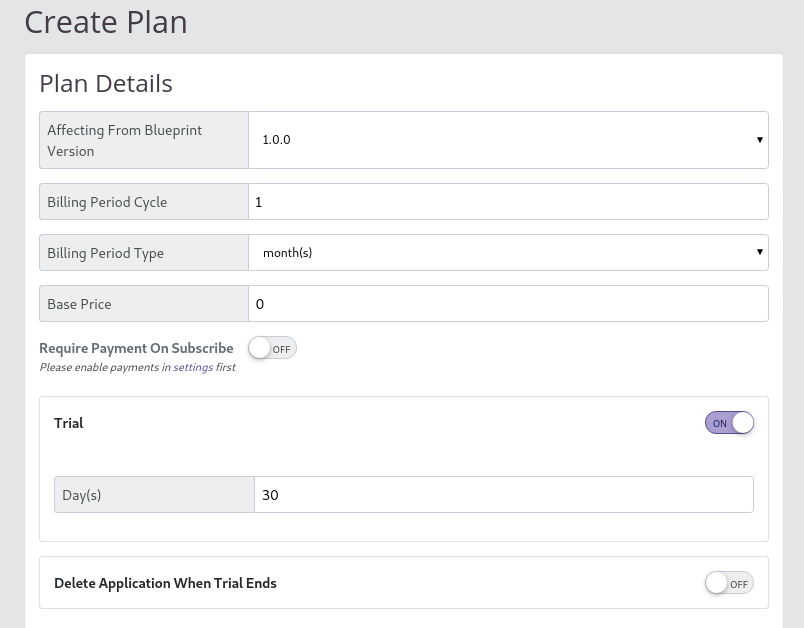 Create Plan
Plan Details
Affecting From Blueprint
Version
1.0.0
Billing Period Cycle
1
Billing Period Type
month(s)
Base Price
0
Require Payment On Subscribe
OFF
Please enable payments in settings first
Trial
ON
Day(s)
30
Delete Application When Trial Ends
OFF